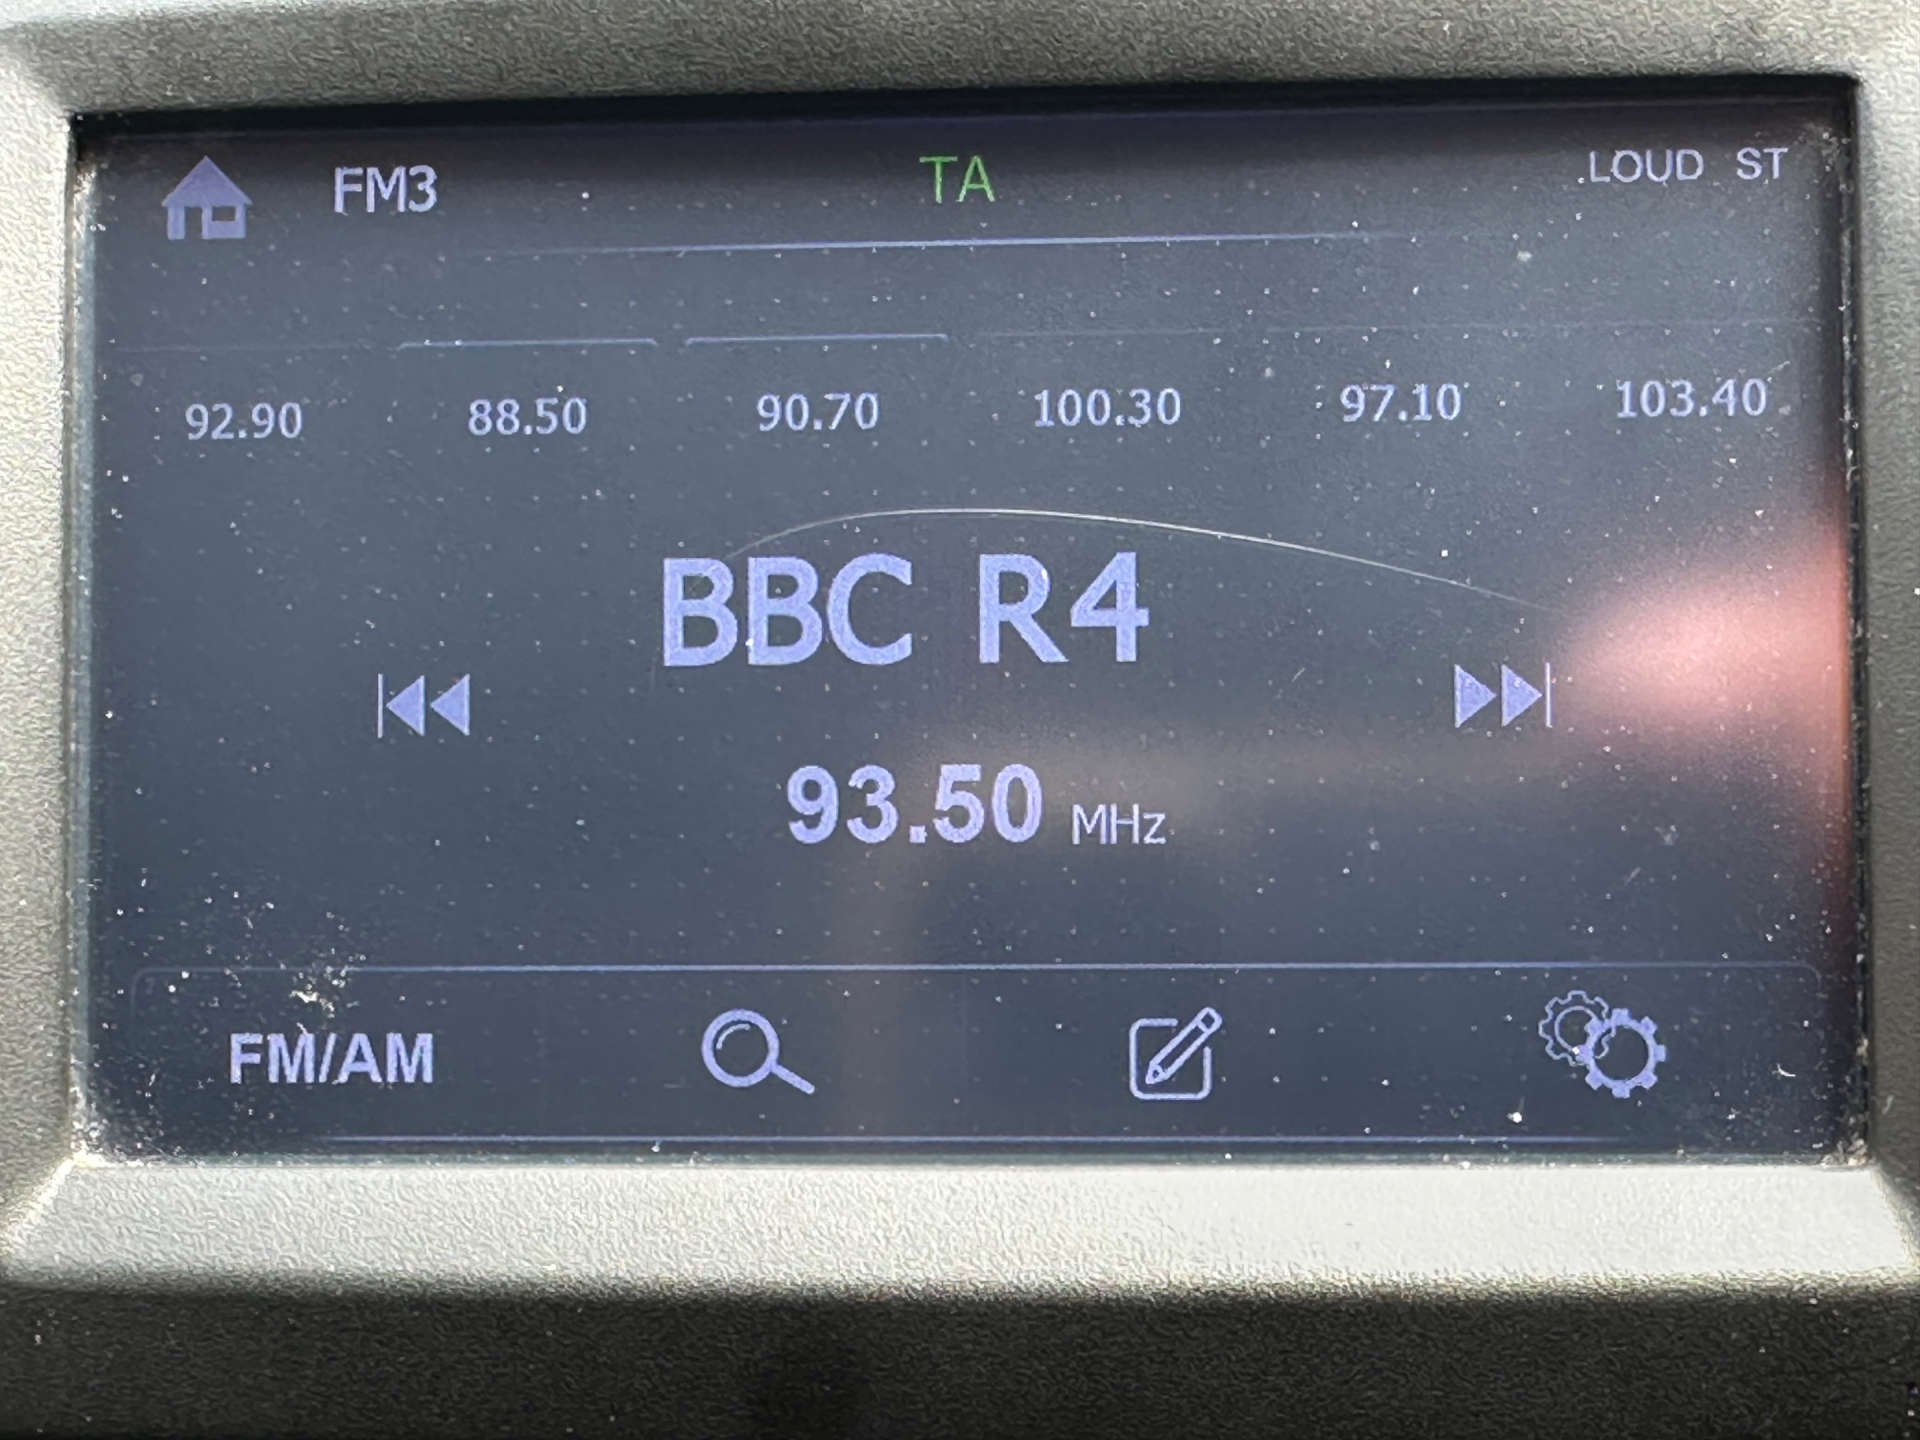 FM3 TA LOUD ST
92.90 88.50 90.70 100.30 97.10 103.40
BBC R4
93.50 MHz
FM/AM